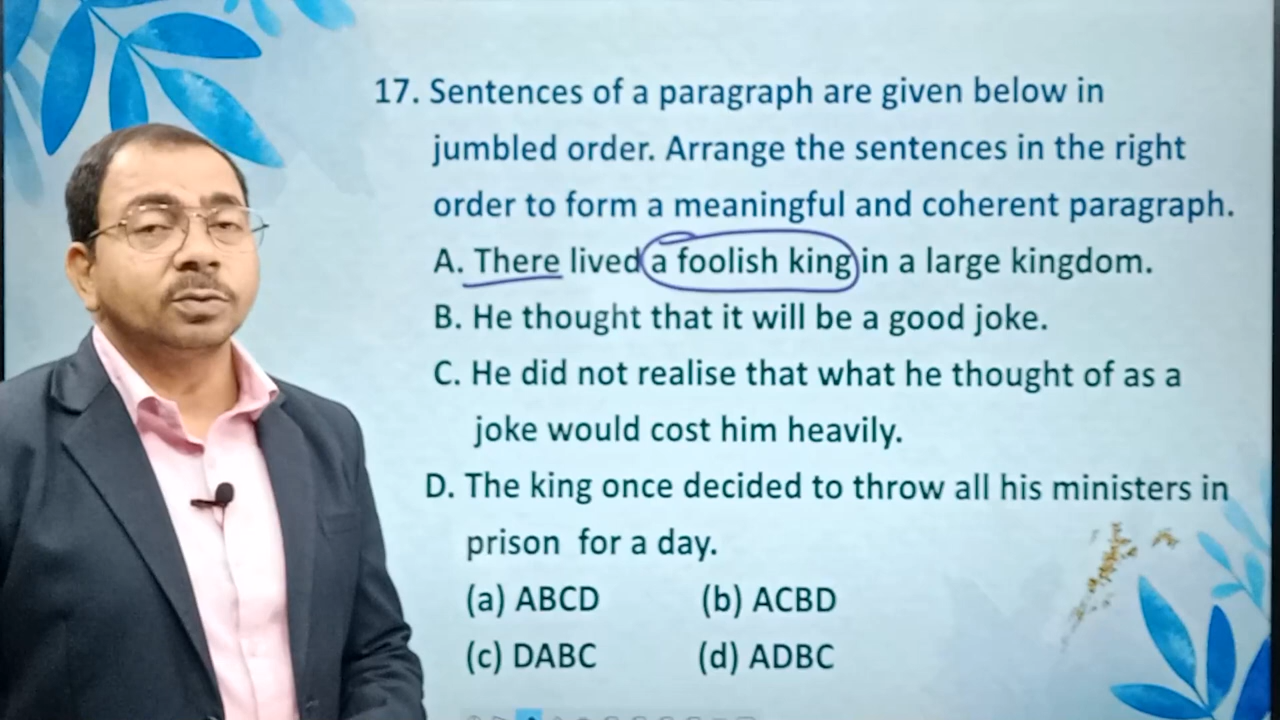 17. Sentences of a paragraph are given below in
jumbled order. Arrange the sentences in the right
order to form a meaningful and coherent paragraph.
A. There lived a foolish king in a large kingdom.
B. He thought that it will be a good joke.
C. He did not realise that what he thought of as a
joke would cost him heavily.
D. The king once decided to throw all his ministers in
prison for a day.
(a) ABCD (b) ACBD
(c) DABC (d) ADBC